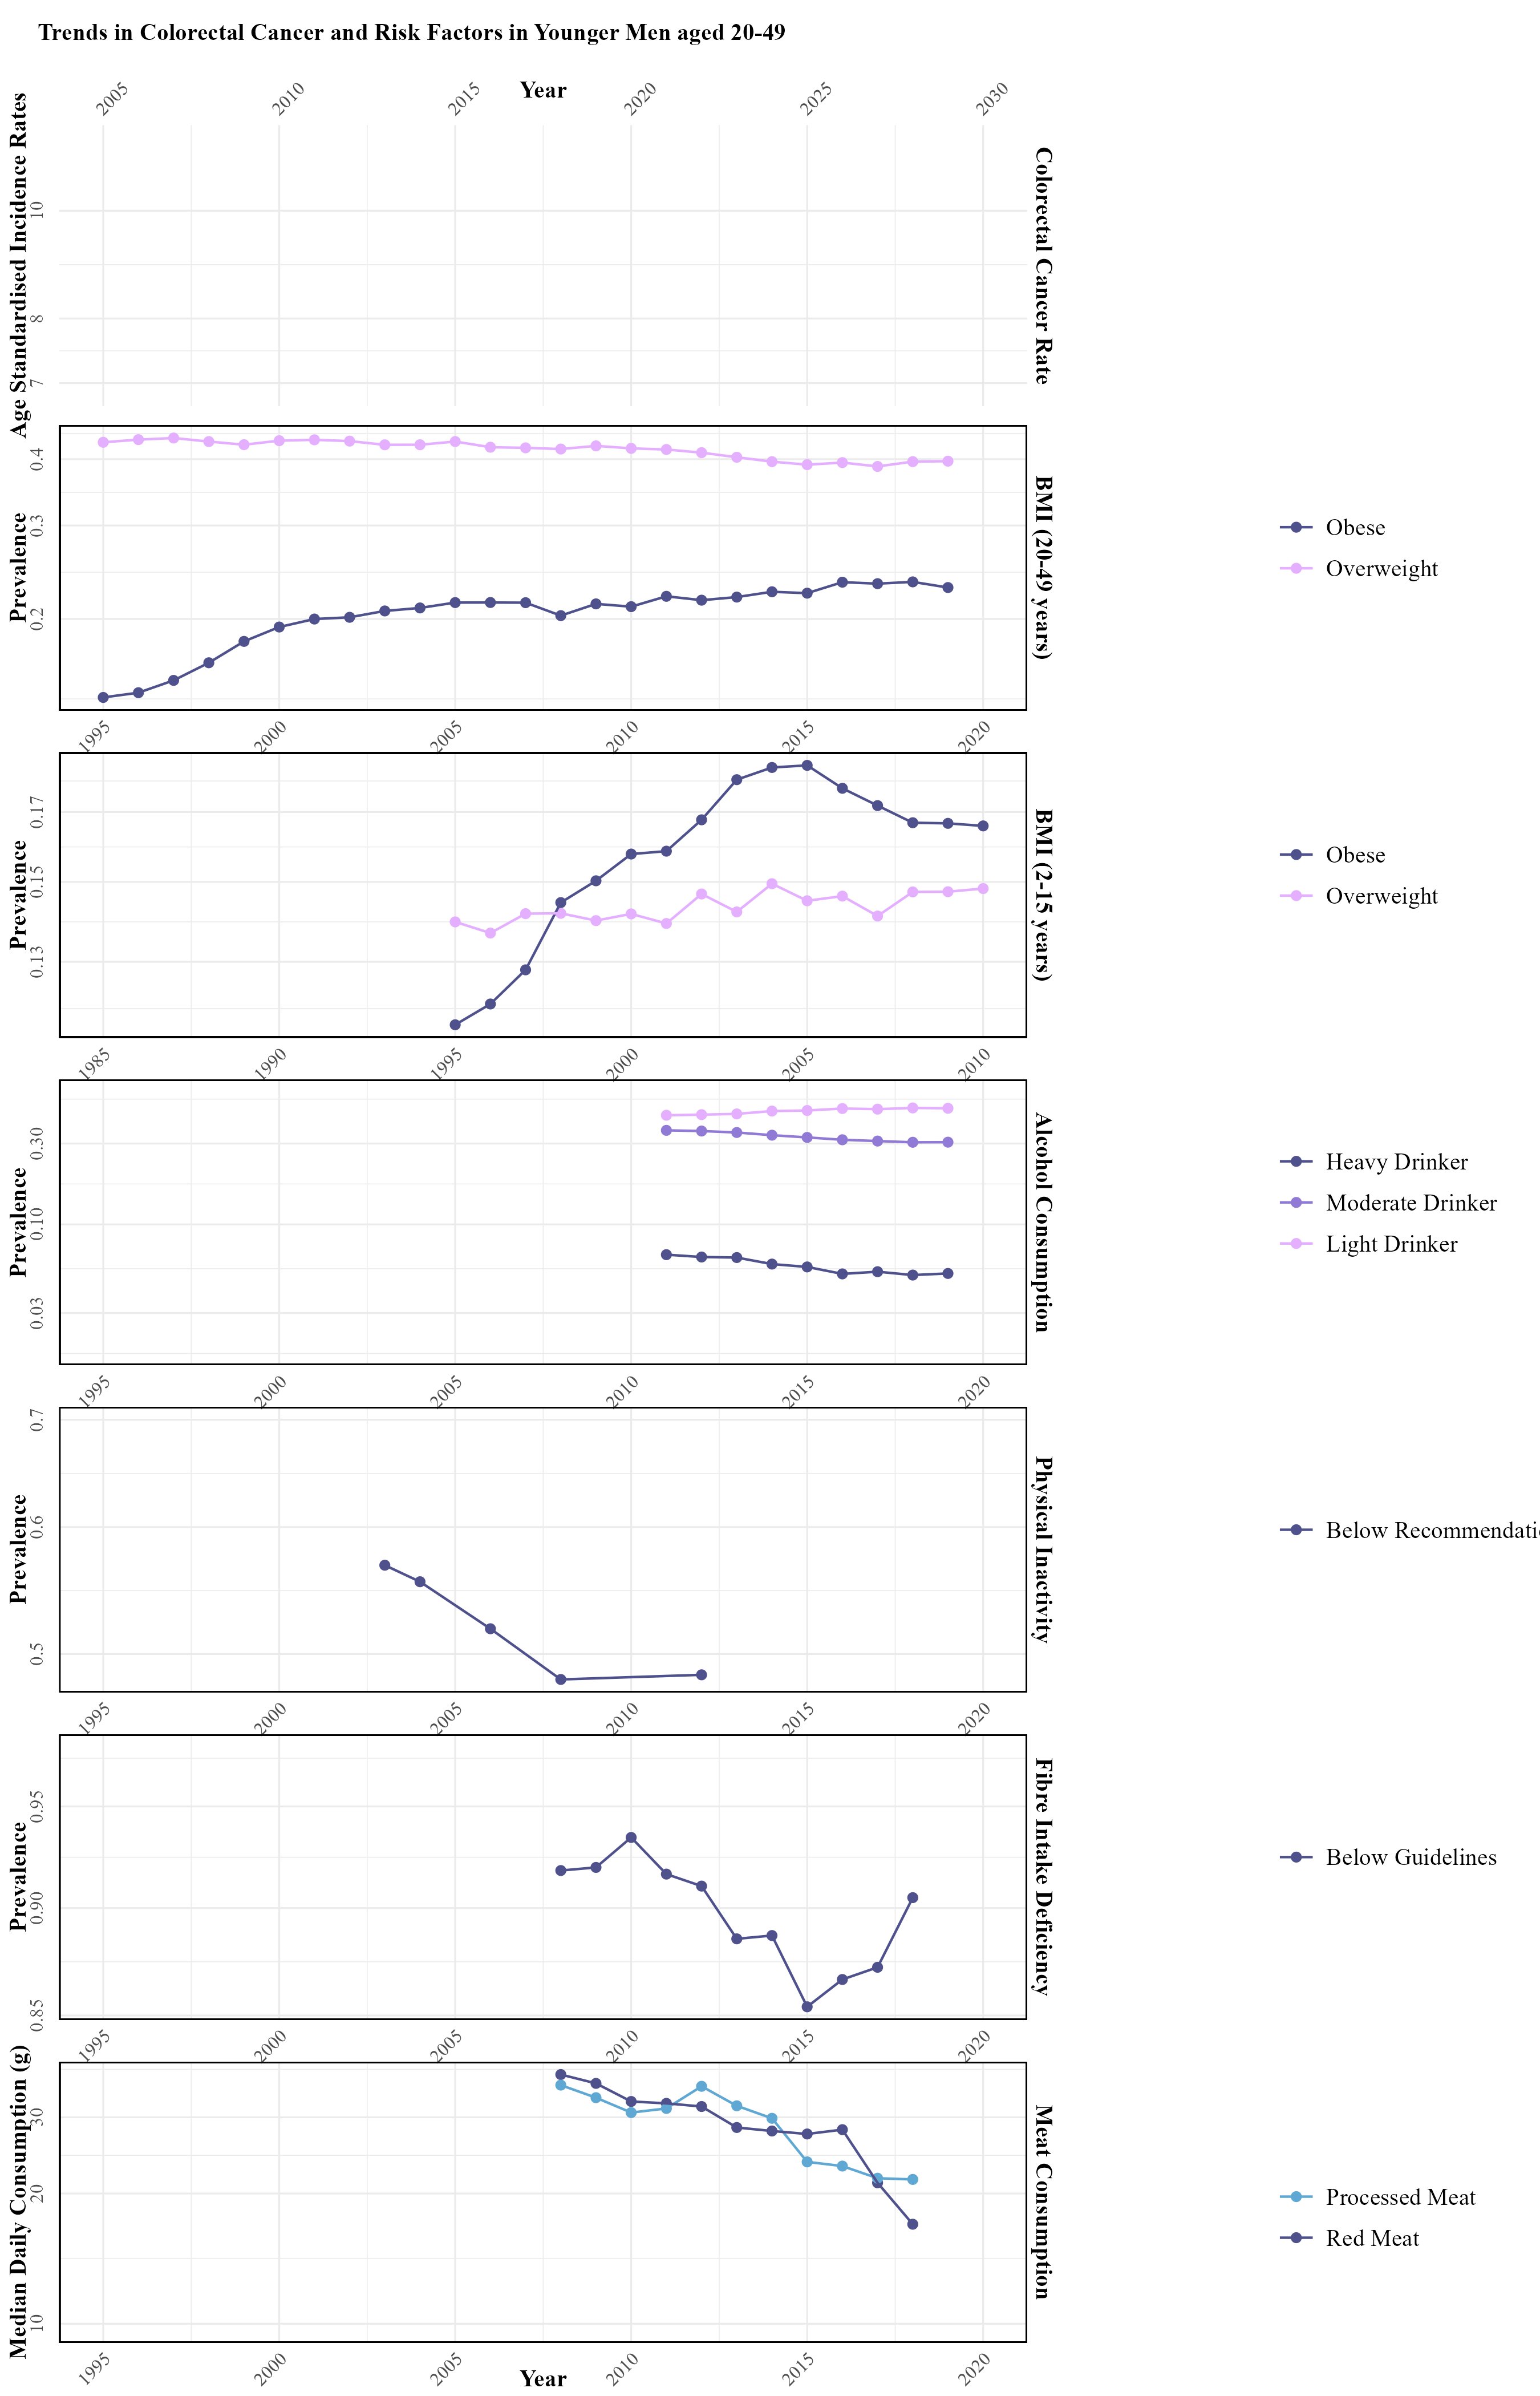 Trends in Colorectal Cancer and Risk Factors in Younger Men aged 20-49
Year
2005 2010 2015 2020 2025 2030
Age Standardised Incidence Rates
10
8
7
Colorectal Cancer Rate
Prevalence
0.4
0.3
0.2
BMI (20-49 years)
Obese
Overweight
1995 2000 2005 2010 2015 2020
Prevalence
0.17
0.15
0.13
BMI (2-15 years)
Obese
Overweight
1985 1990 1995 2000 2005 2010
Prevalence
0.30
0.10
0.03
Alcohol Consumption
Heavy Drinker
Moderate Drinker
Light Drinker
1995 2000 2005 2010 2015 2020
Prevalence
0.7
0.6
0.5
Physical Inactivity
Below Recommendati
1995 2000 2005 2010 2015 2020
Prevalence
0.95
0.90
0.85
Fibre Intake Deficiency
Below Guidelines
1995 2000 2005 2010 2015 2020
Median Daily Consumption (g)
30
20
10
Meat Consumption
Processed Meat
Red Meat
1995 2000 2005 2010 2015 2020
Year